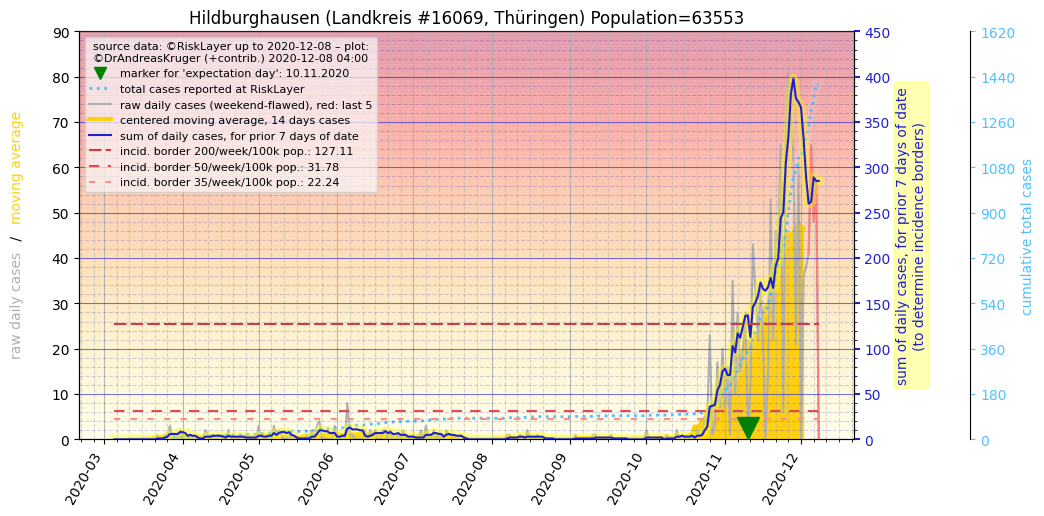 Hildburghausen (Landkreis #16069, Thüringen) Population=63553
source data: ©RiskLayer up to 2020-12-08 – plot:
©DrAndreasKruger (+contrib.) 2020-12-08 04:00
marker for 'expectation day': 10.11.2020
total cases reported at RiskLayer
raw daily cases (weekend-flawed), red: last 5
centered moving average, 14 days cases
sum of daily cases, for prior 7 days of date
incid. border 200/week/100k pop.: 127.11
incid. border 50/week/100k pop.: 31.78
incid. border 35/week/100k pop.: 22.24
raw daily cases / moving average
90
80
70
60
50
40
30
20
10
0
2020-03
2020-04
2020-05
2020-06
2020-07
2020-08
2020-09
2020-10
2020-11
2020-12
450
400
350
300
250
200
150
100
50
0
sum of daily cases, for prior 7 days of date
(to determine incidence borders)
1620
1440
1260
1080
900
720
540
360
180
0
cumulative total cases